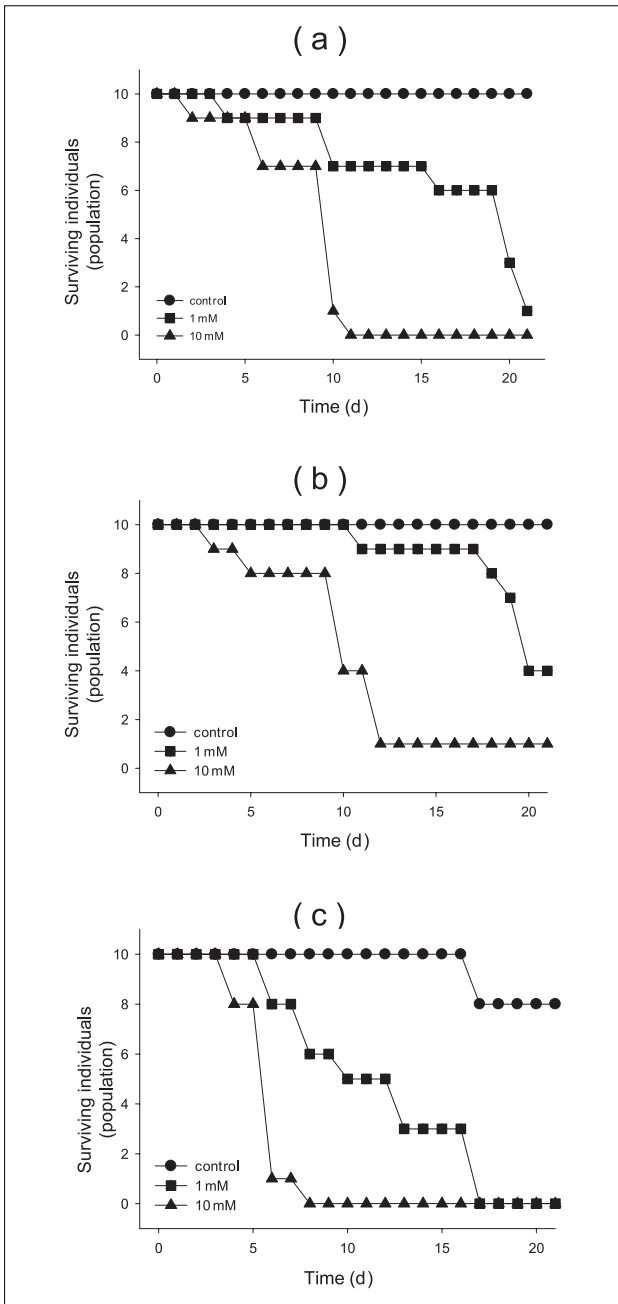 ( a )
Surviving individuals
(population)
10
8
6
4
2
0
control
1 mM
10 mM
0 5 10 15 20
Time (d)
( b )
Surviving individuals
(population)
10
8
6
4
2
0
control
1 mM
10 mM
0 5 10 15 20
Time (d)
( c )
Surviving individuals
(population)
10
8
6
4
2
0
control
1 mM
10 mM
0 5 10 15 20
Time (d)